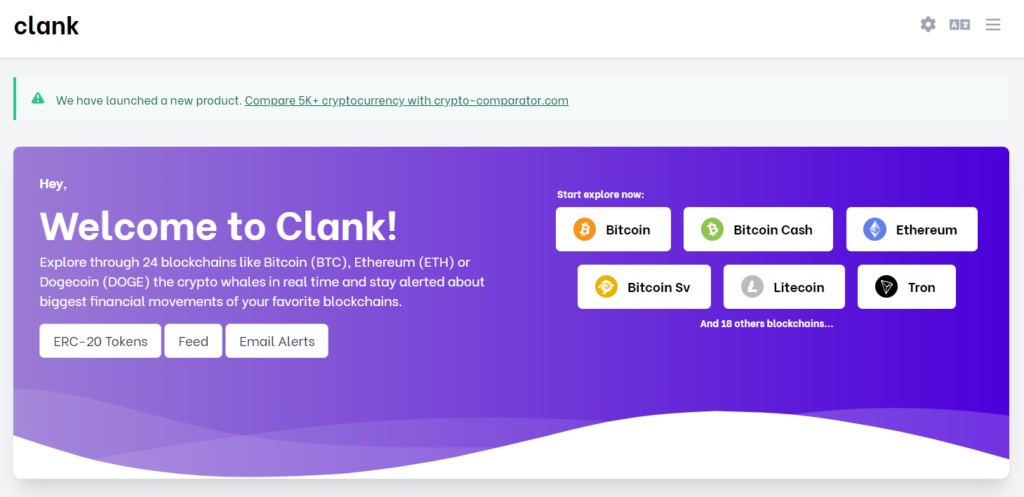 clank
We have launched a new product. Compare 5K+ cryptocurrency with crypto-comparator.com
Hey,
Welcome to Clank!
Explore through 24 blockchains like Bitcoin (BTC), Ethereum (ETH) or
Dogecoin (DOGE) the crypto whales in real time and stay alerted about
biggest financial movements of your favorite blockchains.
ERC-20 Tokens Feed Email Alerts
Start explore now:
Bitcoin Bitcoin Cash Ethereum
Bitcoin Sv Litecoin Tron
And 18 others blockchains...